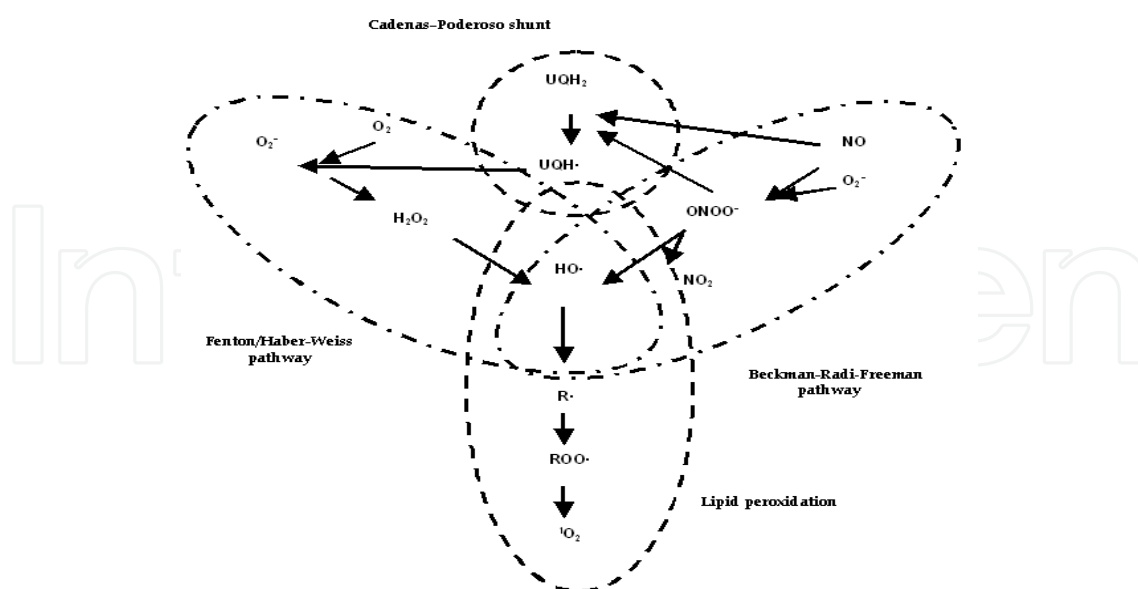 Cadenas-Poderoso shunt
UQH₂
O₂⁻
O₂
NO
UQH·
O₂⁻
H₂O₂
ONOO⁻
HO·
NO₂
Fenton/Haber-Weiss
pathway
Beckman-Radi-Freeman
pathway
R·
ROO·
Lipid peroxidation
¹O₂